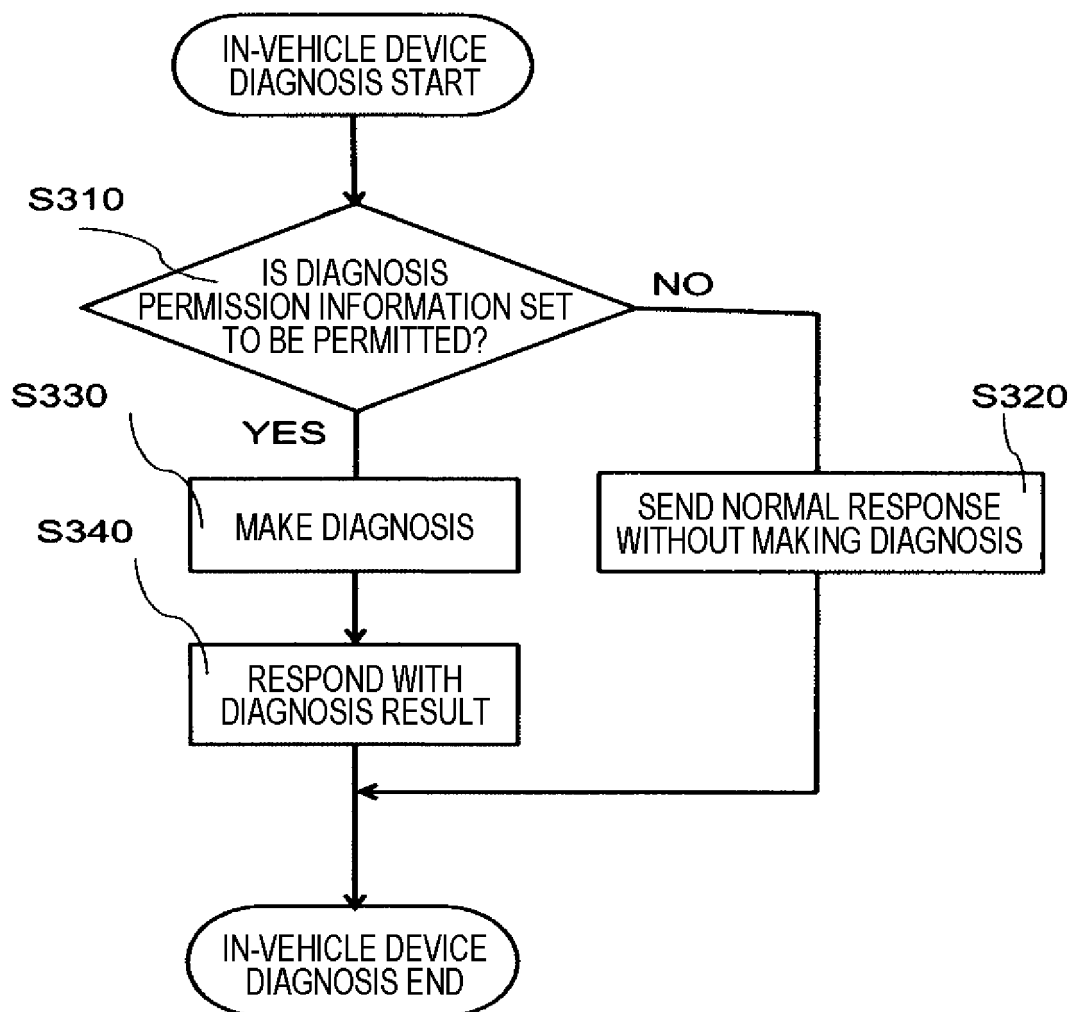 IN-VEHICLE DEVICE
DIAGNOSIS START
S310
IS DIAGNOSIS
PERMISSION INFORMATION SET
TO BE PERMITTED?
NO
YES
S330
MAKE DIAGNOSIS
S320
SEND NORMAL RESPONSE
WITHOUT MAKING DIAGNOSIS
S340
RESPOND WITH
DIAGNOSIS RESULT
IN-VEHICLE DEVICE
DIAGNOSIS END